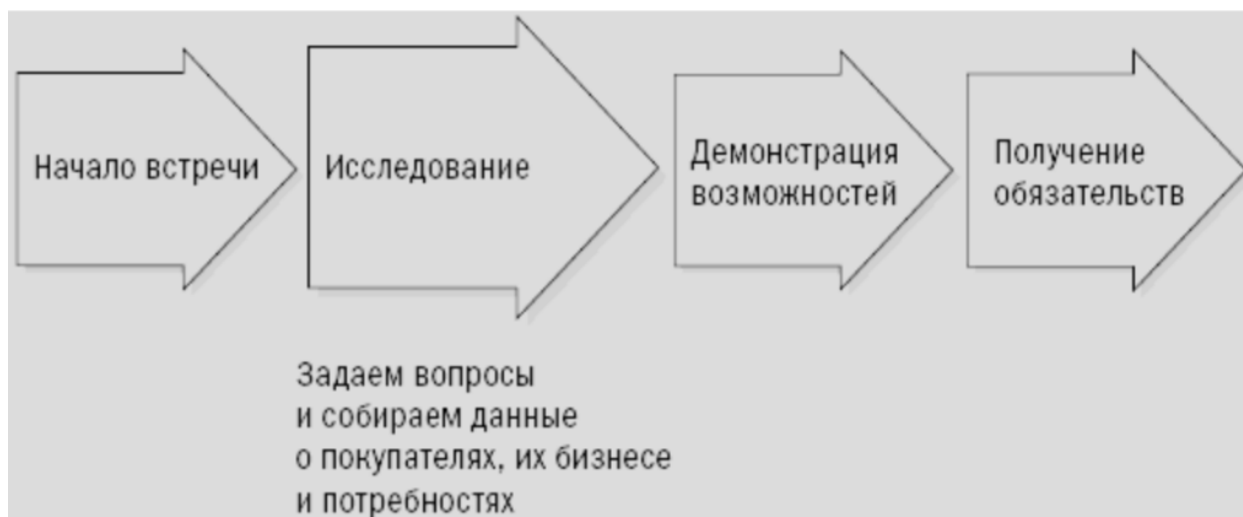 Начало встречи
Исследование
Демонстрация
возможностей
Получение
обязательств
Задаем вопросы
и собираем данные
о покупателях, их бизнесе
и потребностях